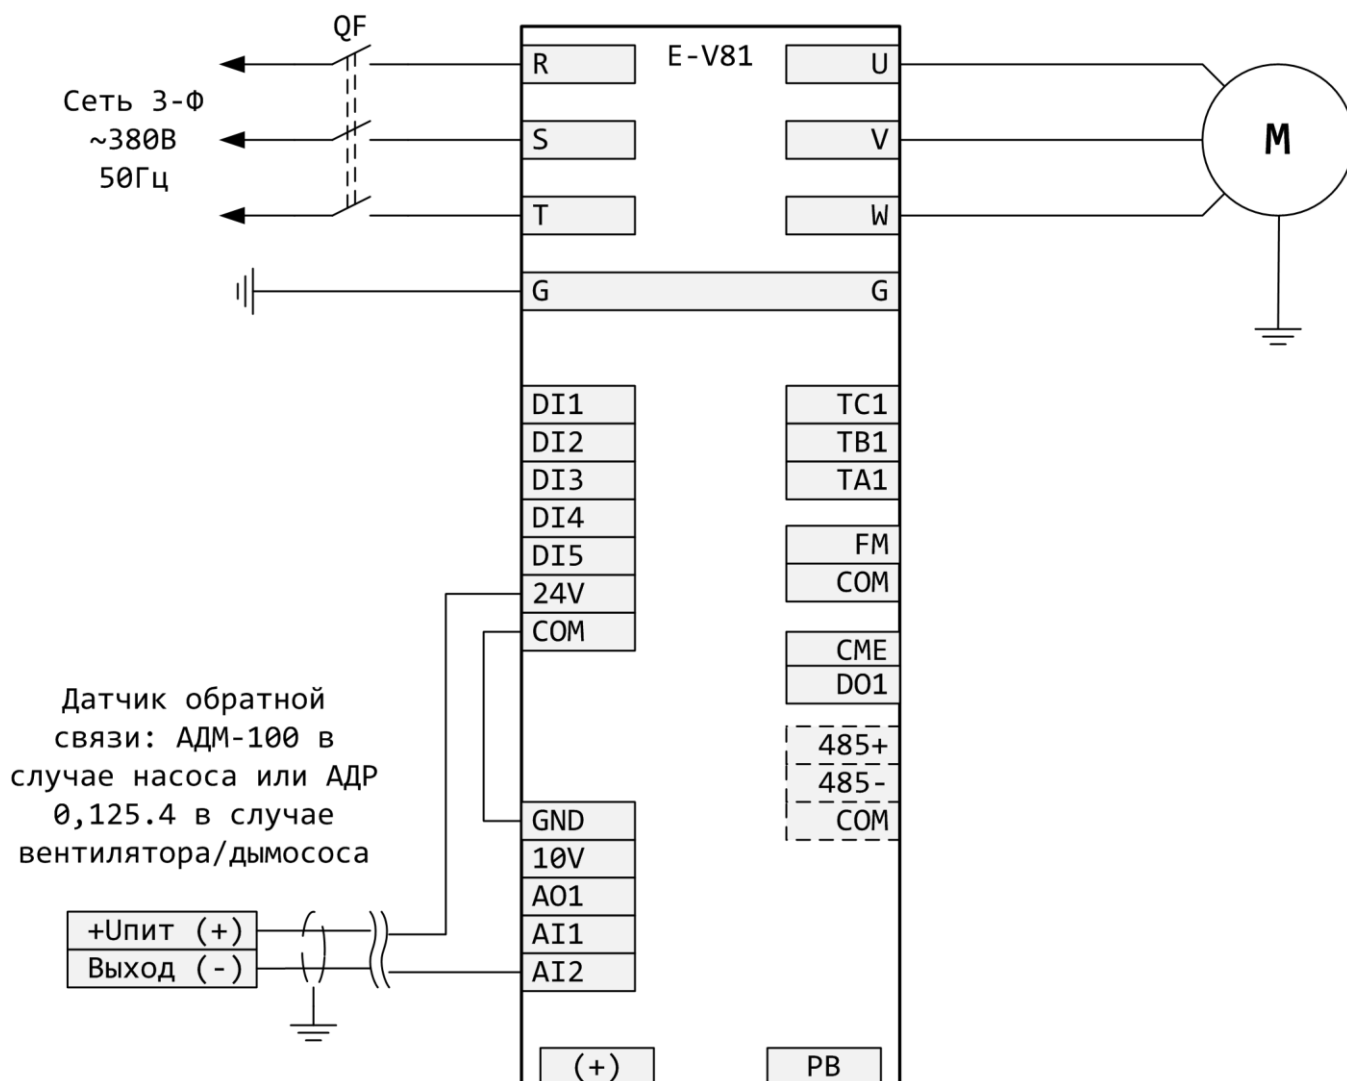 QF
E-V81
R
U
Сеть 3-Ф
~380В
50Гц
S
V
M
T
W
G
G
DI1
DI2
DI3
DI4
DI5
24V
COM
TC1
TB1
TA1
FM
COM
CME
DO1
485+
485-
COM
Датчик обратной
связи: АДМ-100 в
случае насоса или АДР
0,125.4 в случае
вентилятора/дымососа
GND
10V
AO1
AI1
AI2
+Uпит (+)
Выход (-)
(+)
PB